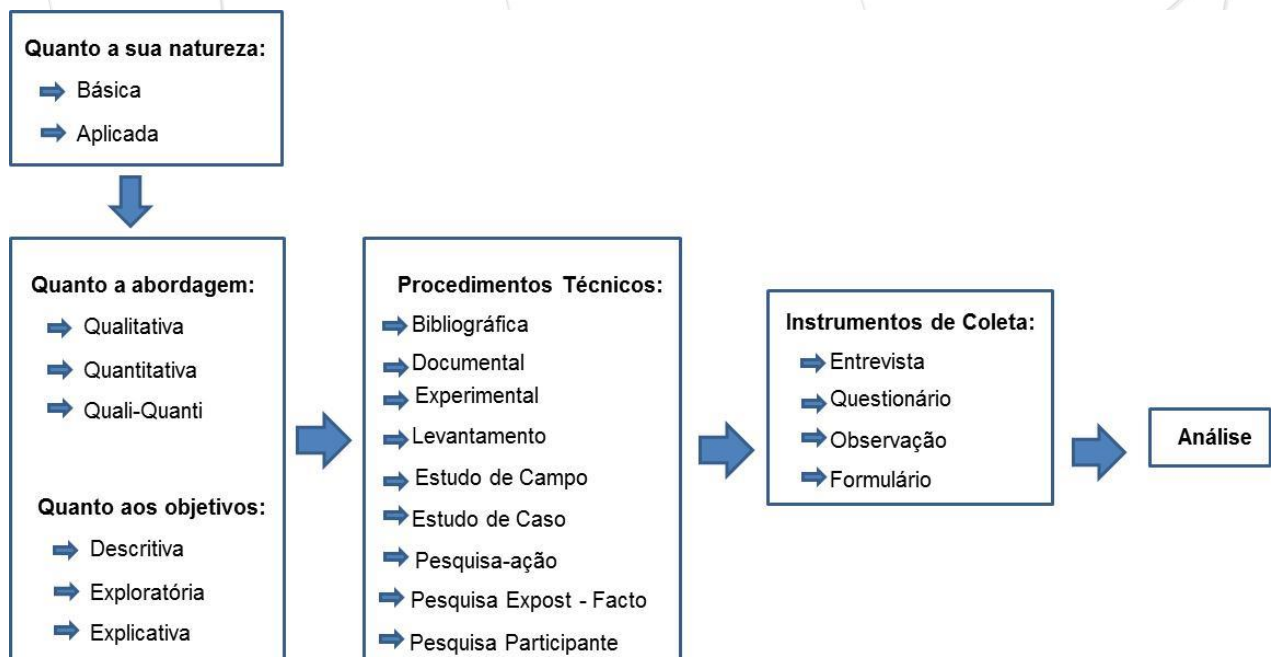 Quanto a sua natureza:
Básica
Aplicada
Quanto a abordagem:
Qualitativa
Quantitativa
Quali-Quanti
Quanto aos objetivos:
Descritiva
Exploratória
Explicativa
Procedimentos Técnicos:
Bibliográfica
Documental
Experimental
Levantamento
Estudo de Campo
Estudo de Caso
Pesquisa-ação
Pesquisa Expost - Facto
Pesquisa Participante
Instrumentos de Coleta:
Entrevista
Questionário
Observação
Formulário
Análise